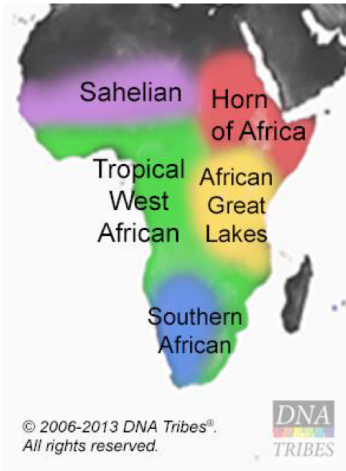 Sahelian
Horn
of Africa
Tropical
West
African
African
Great
Lakes
Southern
African
© 2006-2013 DNA Tribes®.
All rights reserved.
DNA
TRIBES